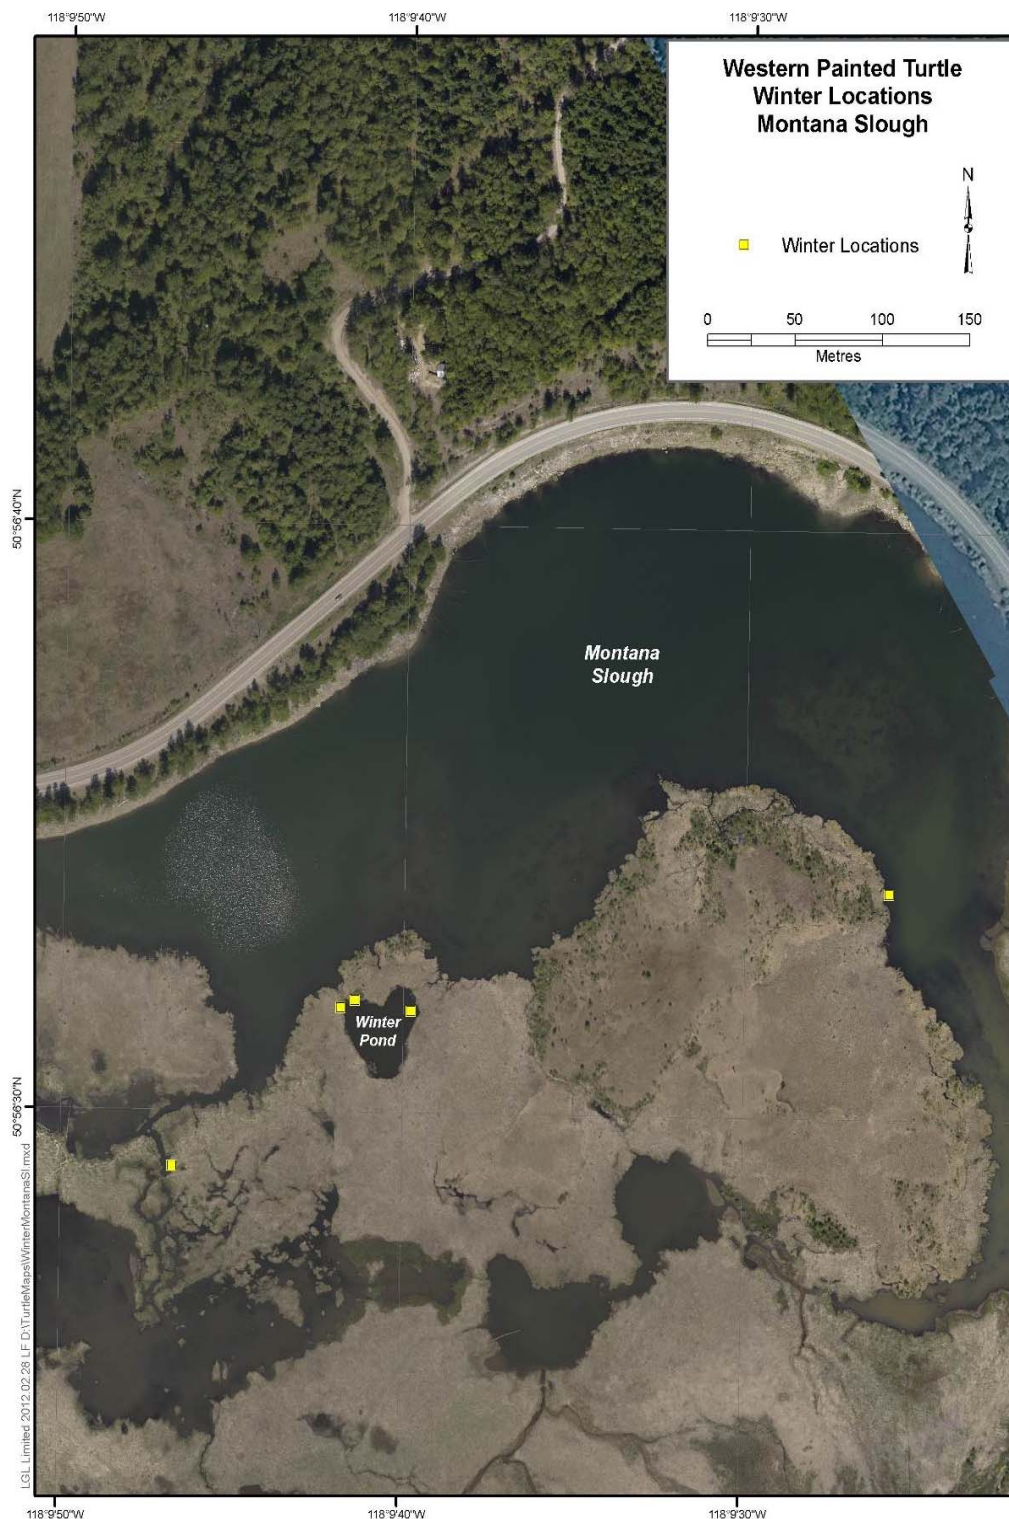 118°9'50"W
118°9'40"W
118°9'30"W
Western Painted Turtle
Winter Locations
Montana Slough
N
Winter Locations
0 50 100 150
Metres
50°56'40"N
Montana
Slough
Winter
Pond
50°56'30"N
LGL Limited 2012.02.28 LF D:\TurtleMaps\WinterMontanaSl.mxd
118°9'50"W
118°9'40"W
118°9'30"W